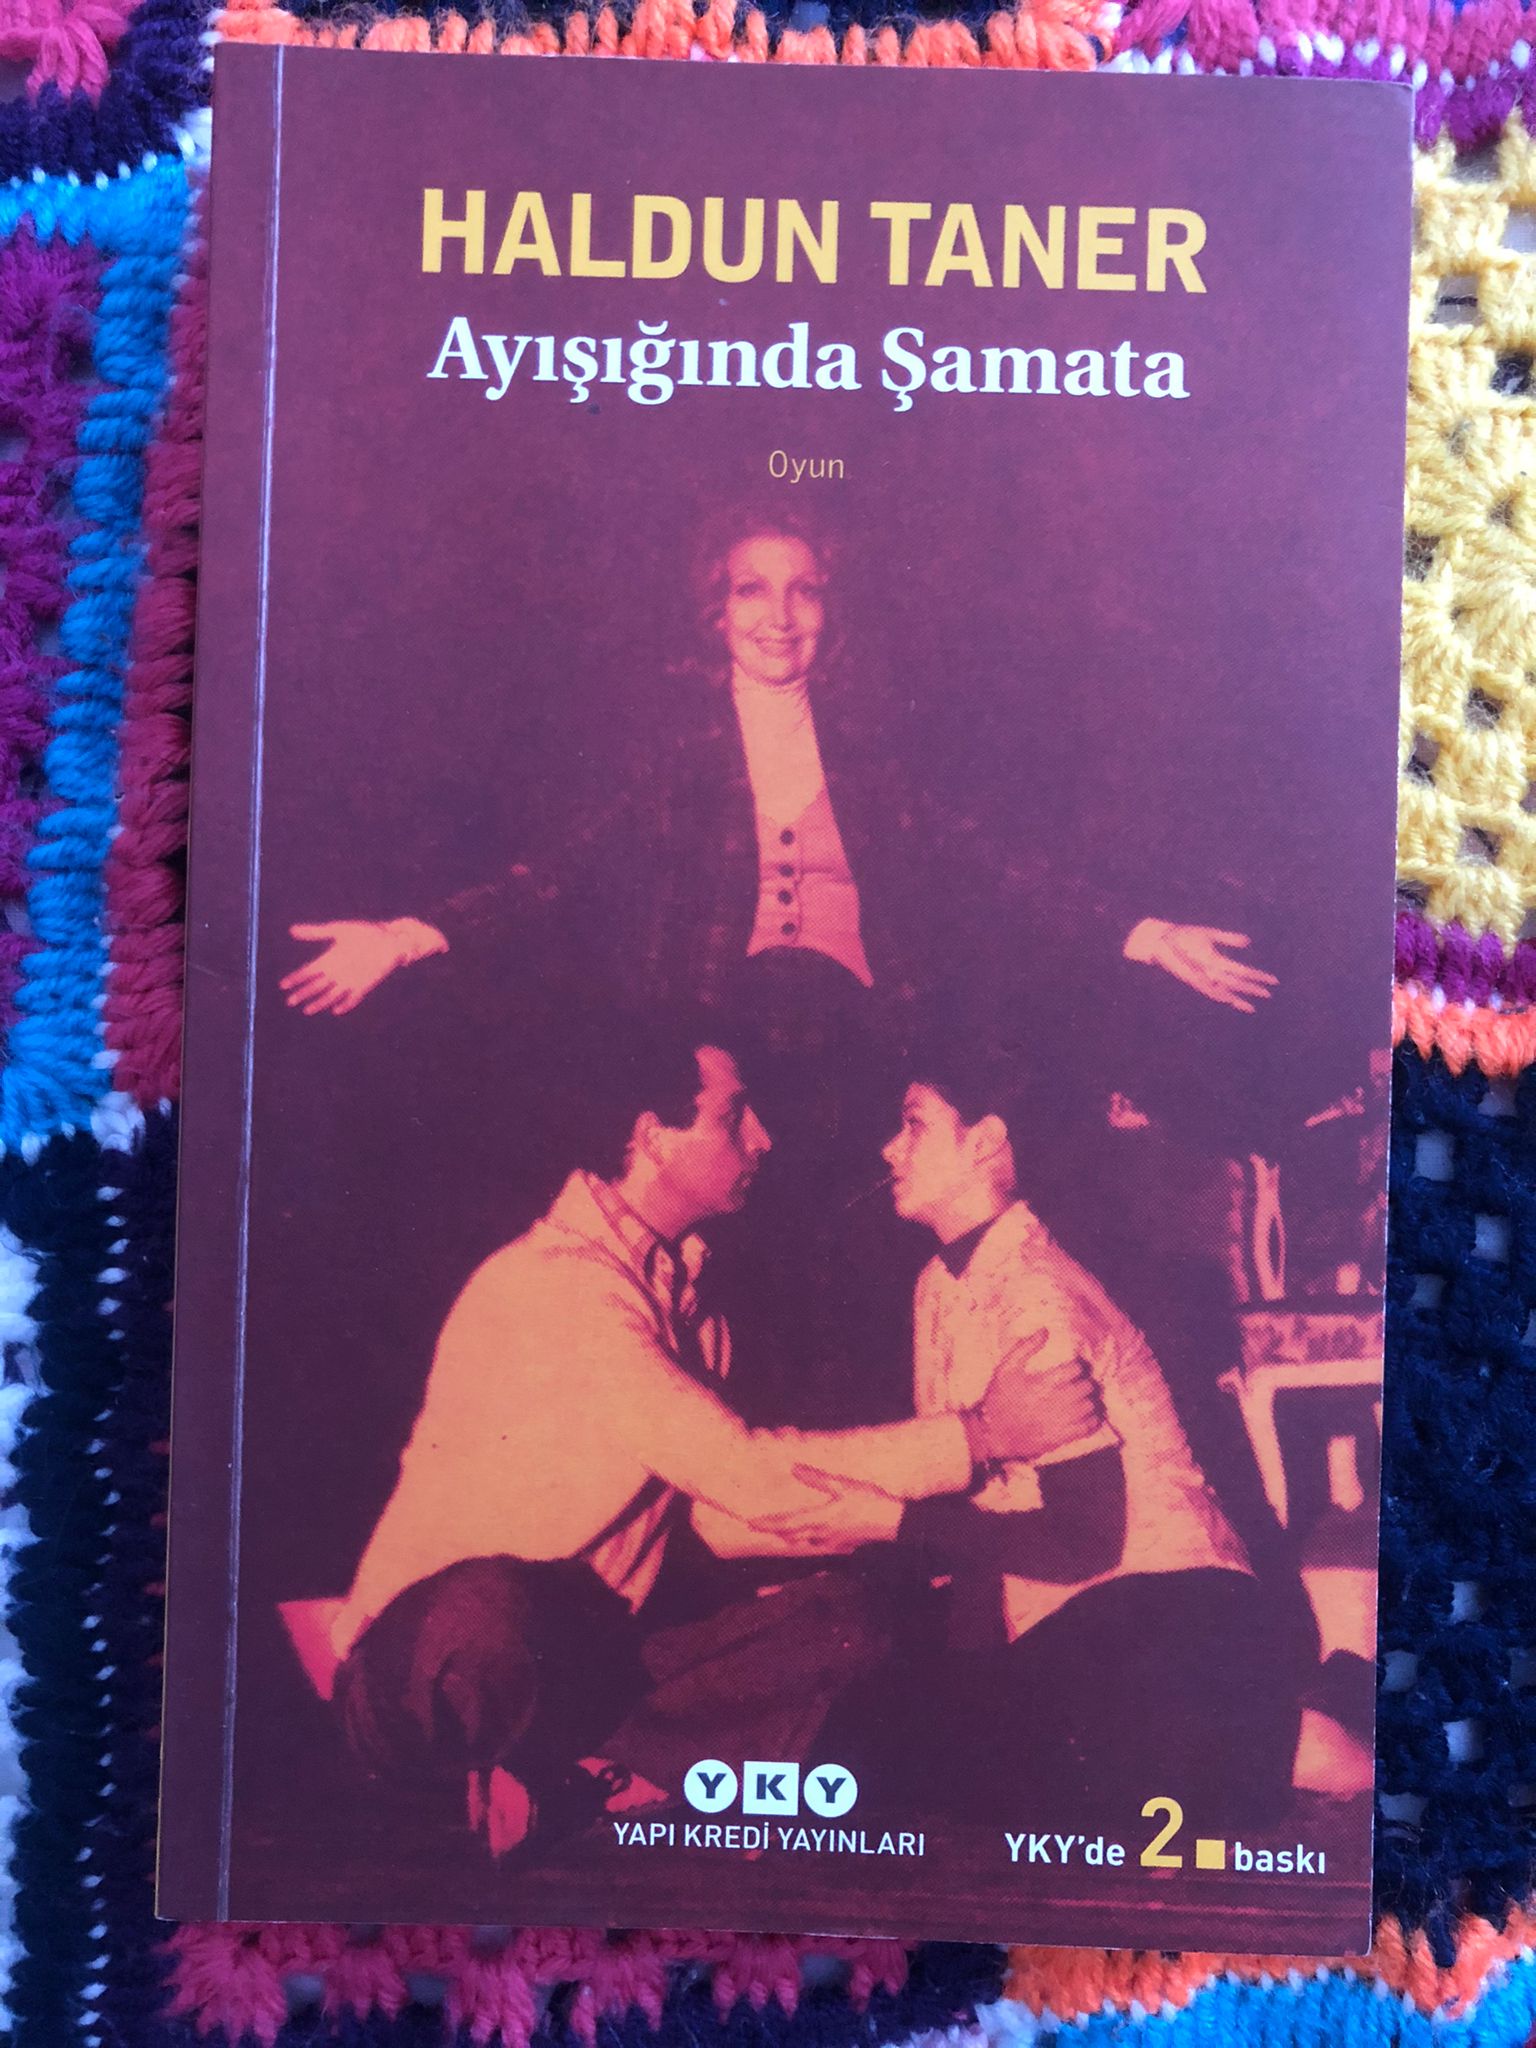 HALDUN TANER
Ayışığında Şamata
Oyun
YKY
YAPI KREDİ YAYINLARI
YKY'de 2. baskı